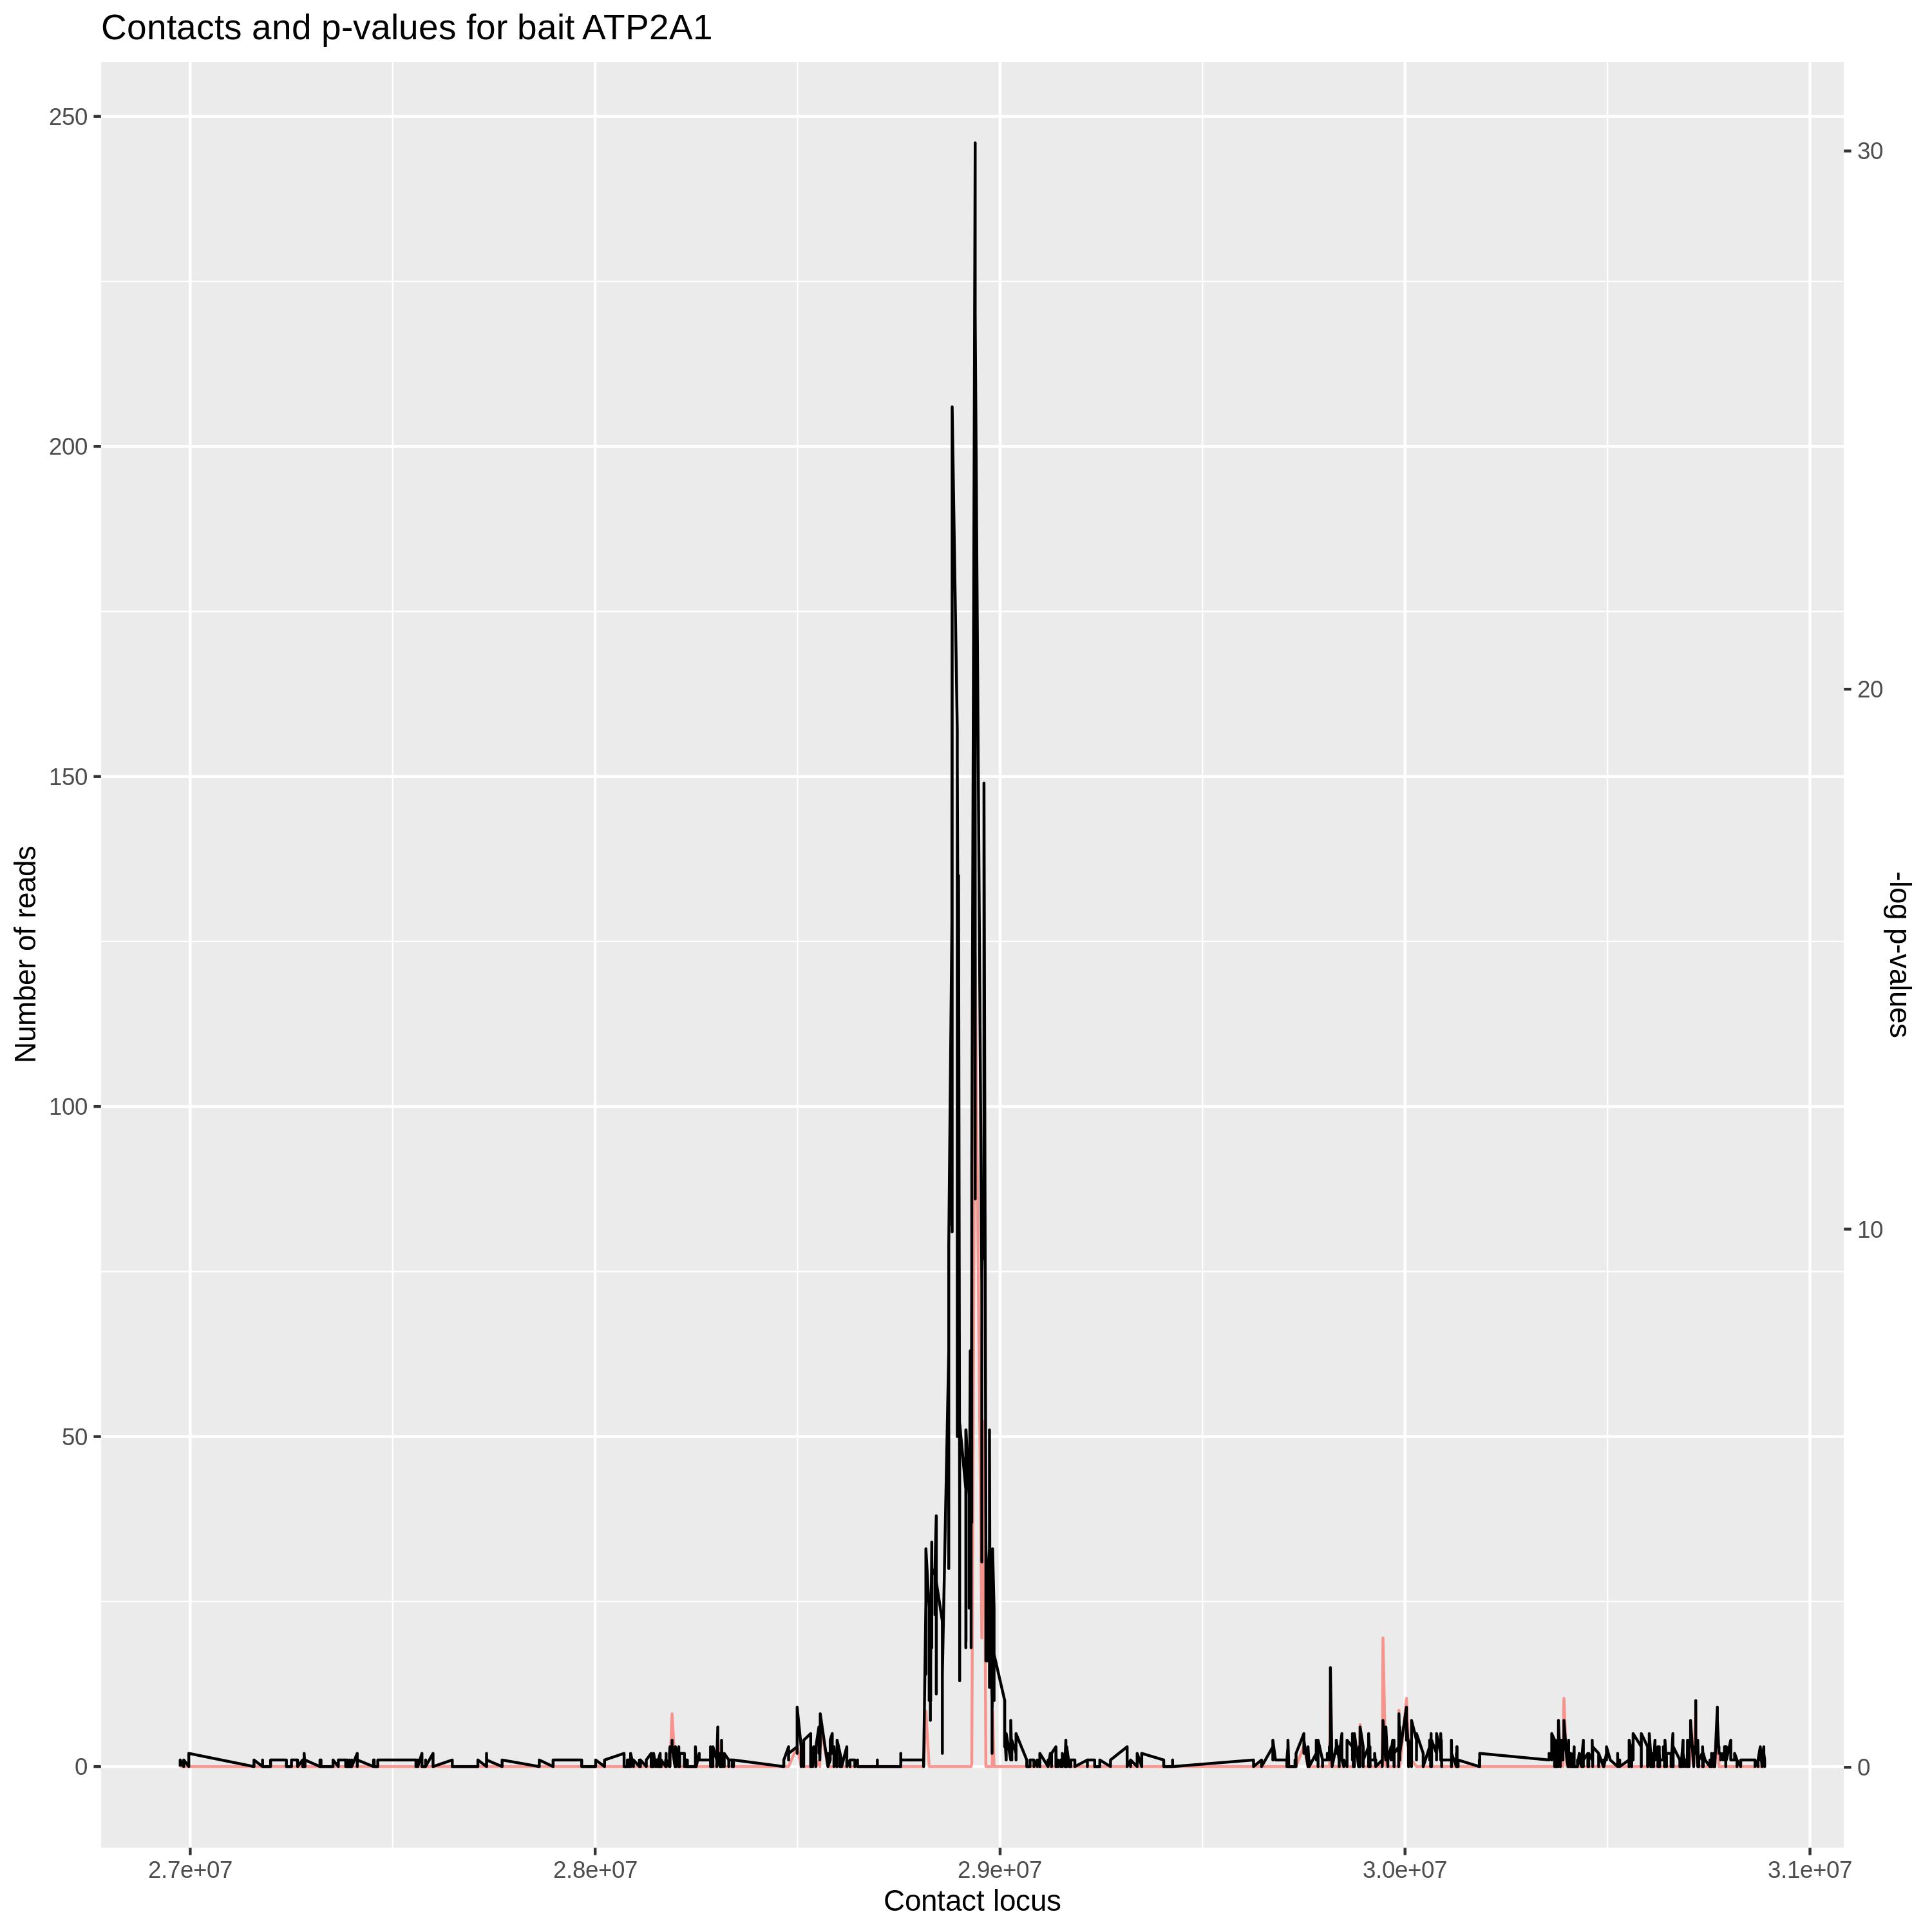 Contacts and p-values for bait ATP2A1
250
200
150
100
50
0
Number of reads
30
20
10
0
-log p-values
2.7e+07
2.8e+07
2.9e+07
3.0e+07
3.1e+07
Contact locus